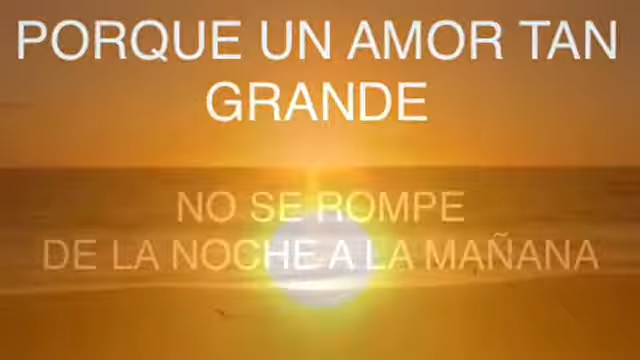 PORQUE UN AMOR TAN
GRANDE
NO SE ROMPE
DE LA NOCHE A LA MAÑANA